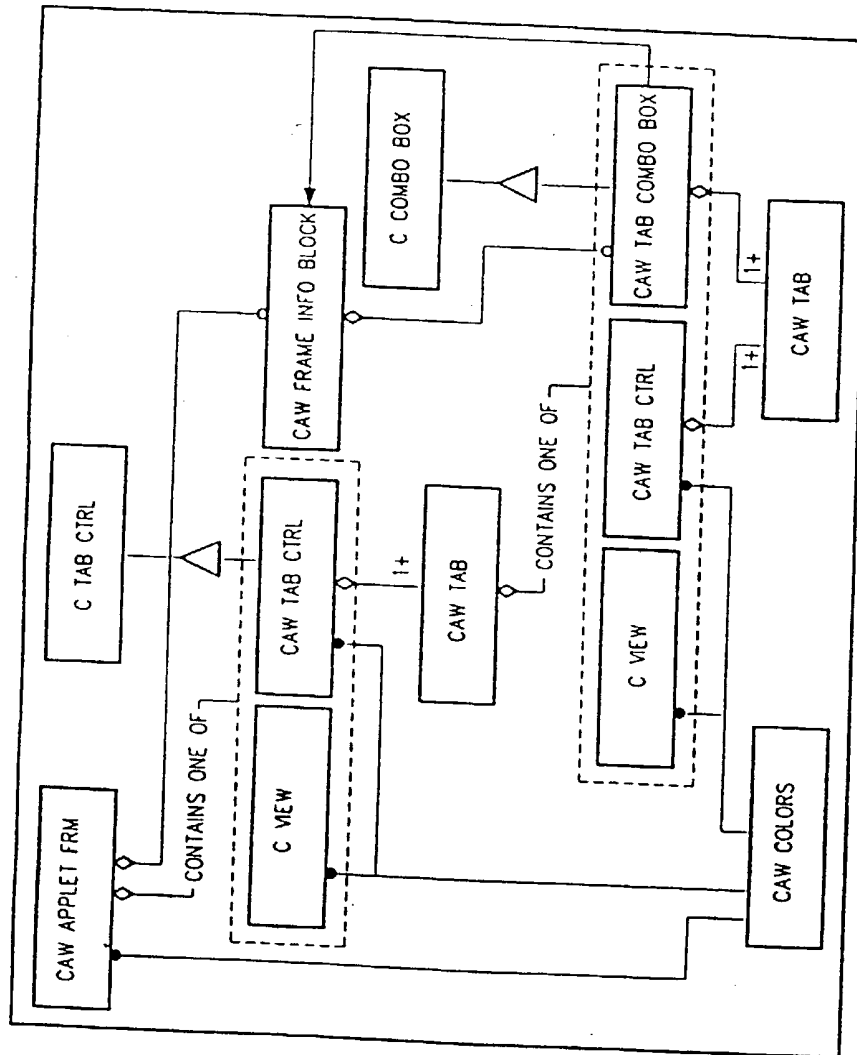 CAW APPLET FRM
C TAB CTRL
CONTAINS ONE OF
C VIEW
CAW TAB CTRL
CAW FRAME INFO BLOCK
C COMBO BOX
1+
CAW TAB
CONTAINS ONE OF
C VIEW
CAW TAB CTRL
CAW TAB COMBO BOX
1+
1+
CAW COLORS
CAW TAB